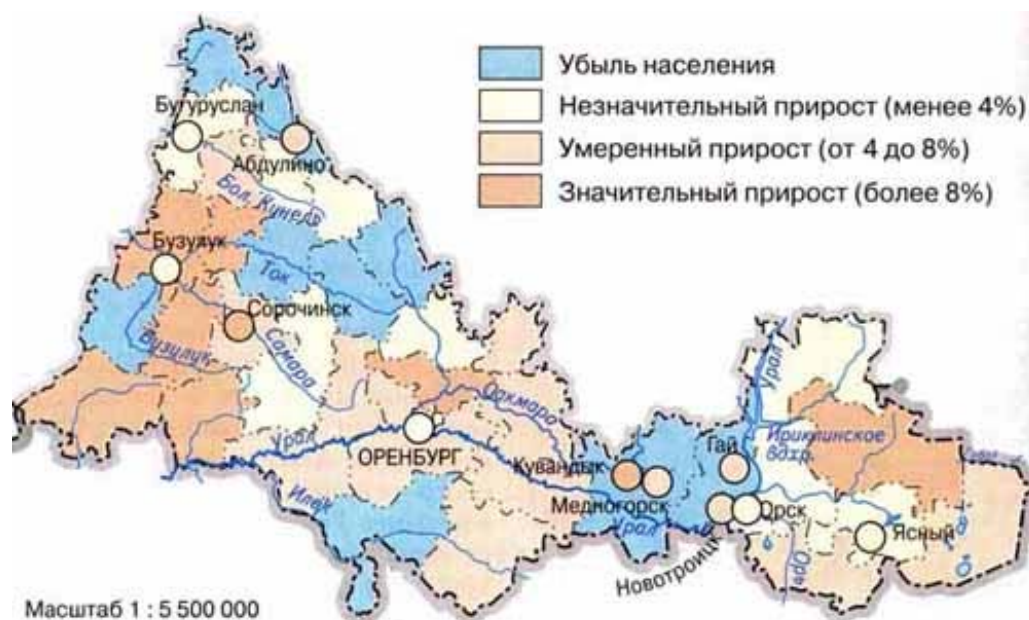 Убыль населения
Незначительный прирост (менее 4%)
Умеренный прирост (от 4 до 8%)
Значительный прирост (более 8%)
Бугуруслан
Абдулино
Бол. Кинель
Бузулук
Ток
Сорочинск
Бузулук
Самара
Урал
Сакмара
Урал
ОРЕНБУРГ
Ириклинское
вдхр.
Гай
Кувандык
Илек
Медногорск
Орск
Урал
Ясный
Новотроицк
Орь
Масштаб 1 : 5 500 000